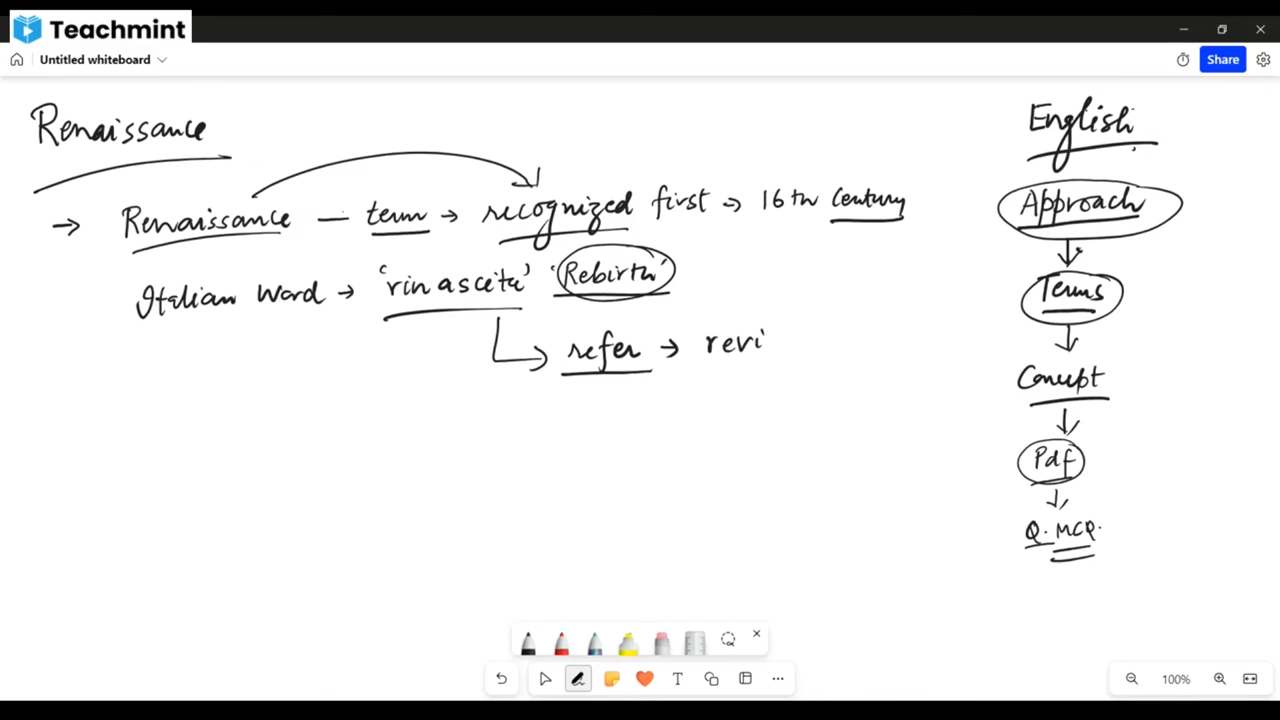 Teachmint
Untitled whiteboard
Share
Renaissance
→ Renaissance — term → recognized first → 16th Century
Italian Word → 'rinascita' 'Rebirth'
refer → revi
English
Approach
Terms
Concept
Pdf
Q. MCQ.
T
100%